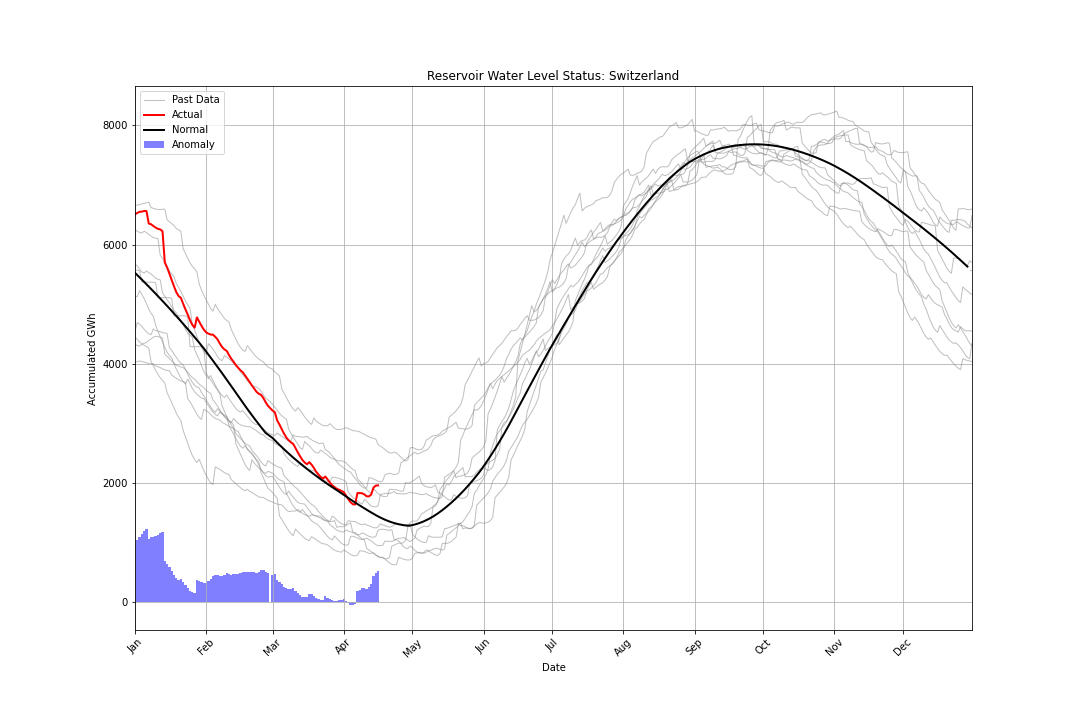 Reservoir Water Level Status: Switzerland
Past Data
Actual
Normal
Anomaly
8000
6000
4000
2000
0
Accumulated GWh
Jan
Feb
Mar
Apr
May
Jun
Jul
Aug
Sep
Oct
Nov
Dec
Date